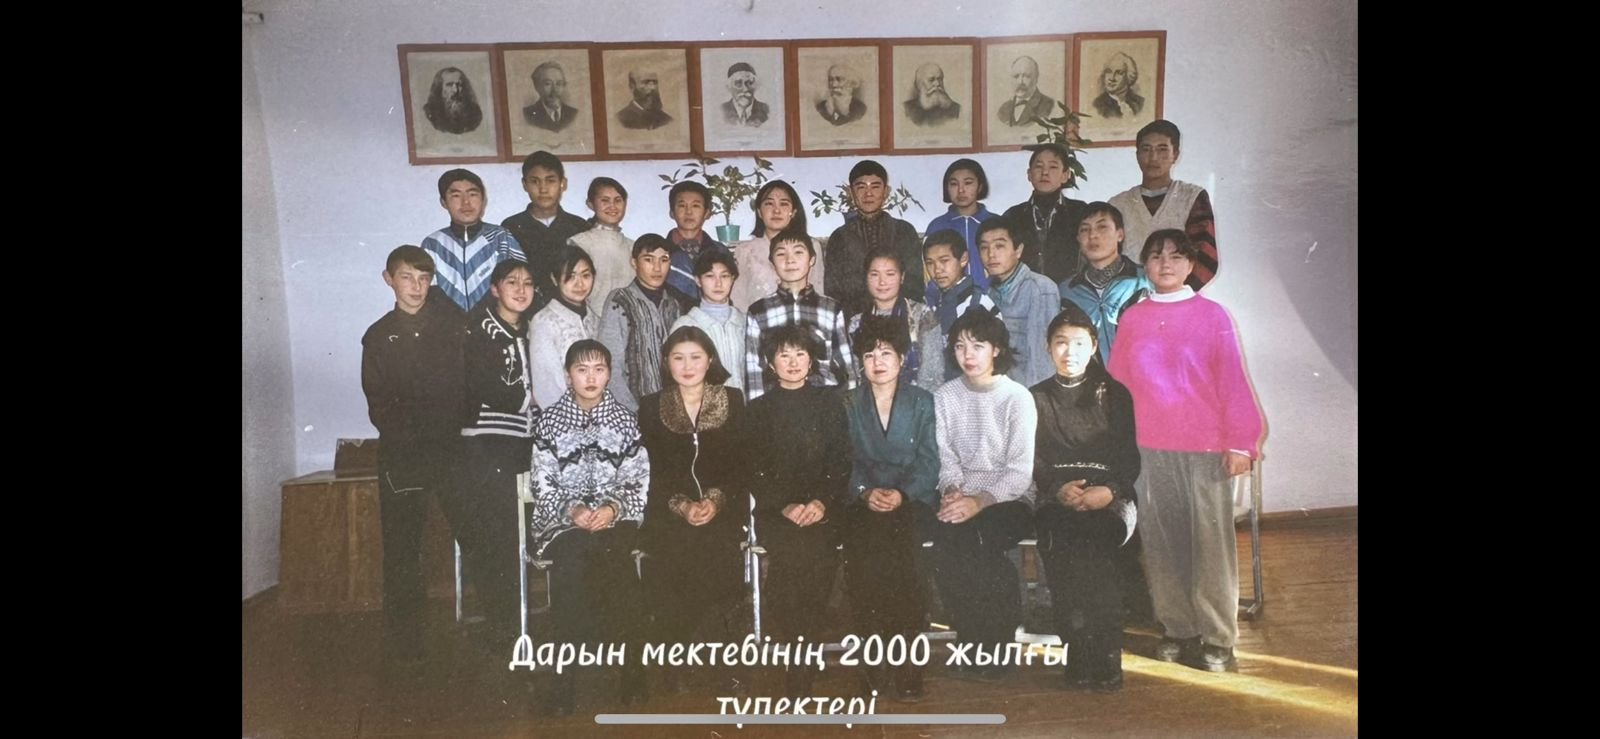 Дарын мектебінің 2000 жылғы
түлектері